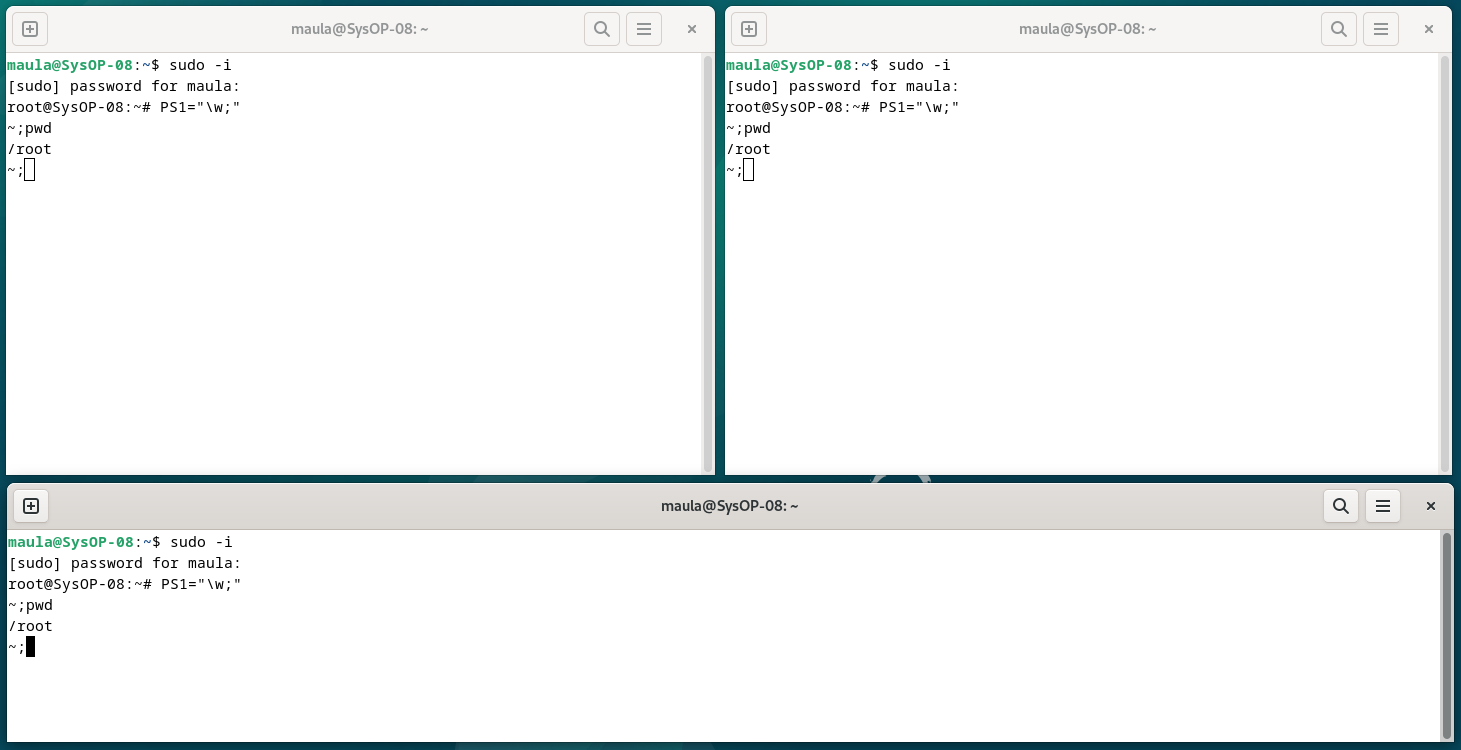 maula@SysOP-08: ~
maula@SysOP-08:~$ sudo -i
[sudo] password for maula:
root@SysOP-08:~# PS1="\w;"
~;pwd
/root
~;
maula@SysOP-08: ~
maula@SysOP-08:~$ sudo -i
[sudo] password for maula:
root@SysOP-08:~# PS1="\w;"
~;pwd
/root
~;
maula@SysOP-08: ~
maula@SysOP-08:~$ sudo -i
[sudo] password for maula:
root@SysOP-08:~# PS1="\w;"
~;pwd
/root
~;